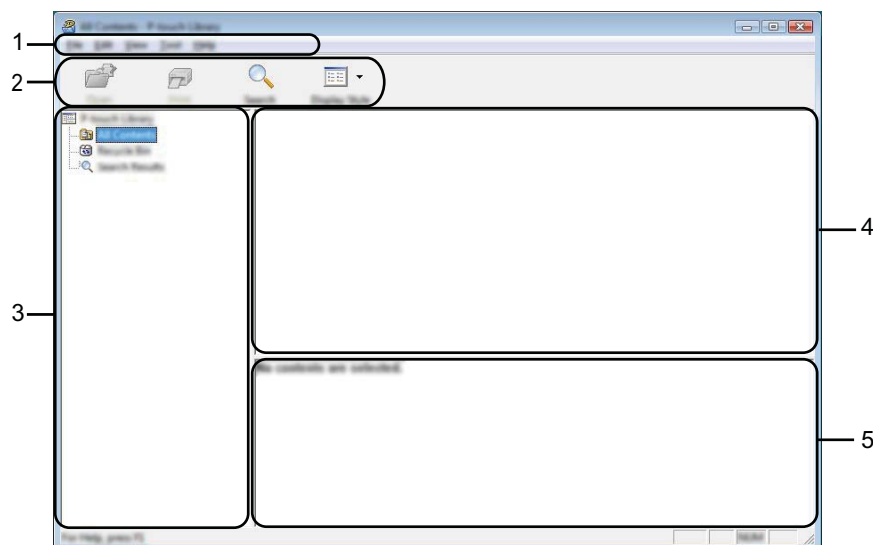 All Contents - P-touch Library
File Edit View Tool Help
1
2
Open Print Search Display Style
P-touch Library
All Contents
Recycle Bin
Search Results
3
4
No contents are selected.
5
For Help, press F1
NUM